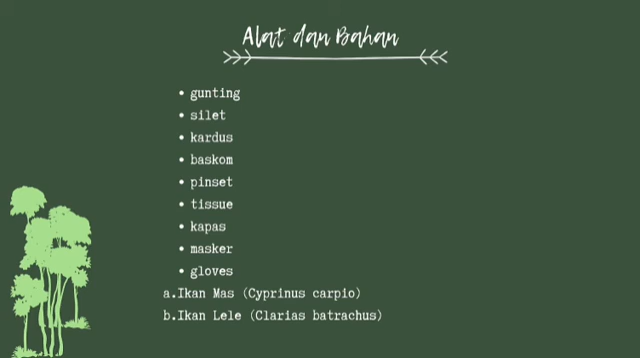 Alat dan Bahan
• gunting
• silet
• kardus
• baskom
• pinset
• tissue
• kapas
• masker
• gloves
a.Ikan Mas (Cyprinus carpio)
b.Ikan Lele (Clarias batrachus)